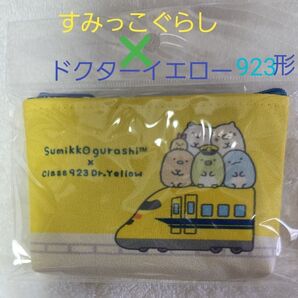 すみっこぐらし
×
ドクターイエロー923形
Sumikkogurashi™
×
Class 923 Dr.Yellow